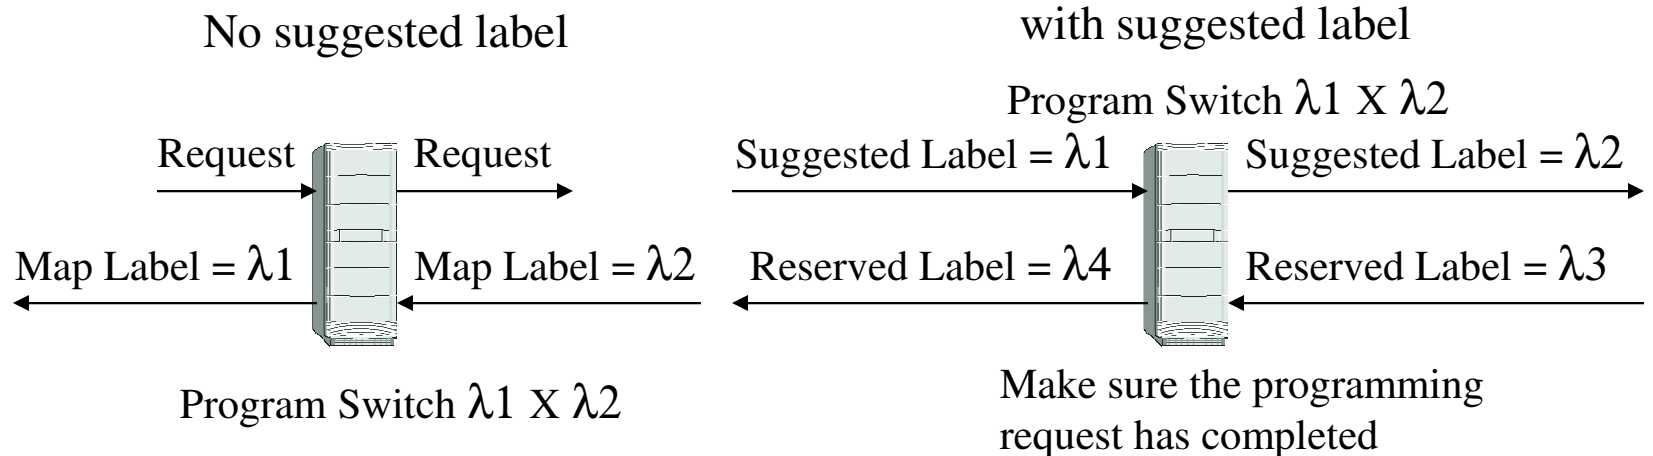 No suggested label
Request
Request
Map Label = λ1
Map Label = λ2
Program Switch λ1 X λ2
with suggested label
Program Switch λ1 X λ2
Suggested Label = λ1
Suggested Label = λ2
Reserved Label = λ4
Reserved Label = λ3
Make sure the programming
request has completed